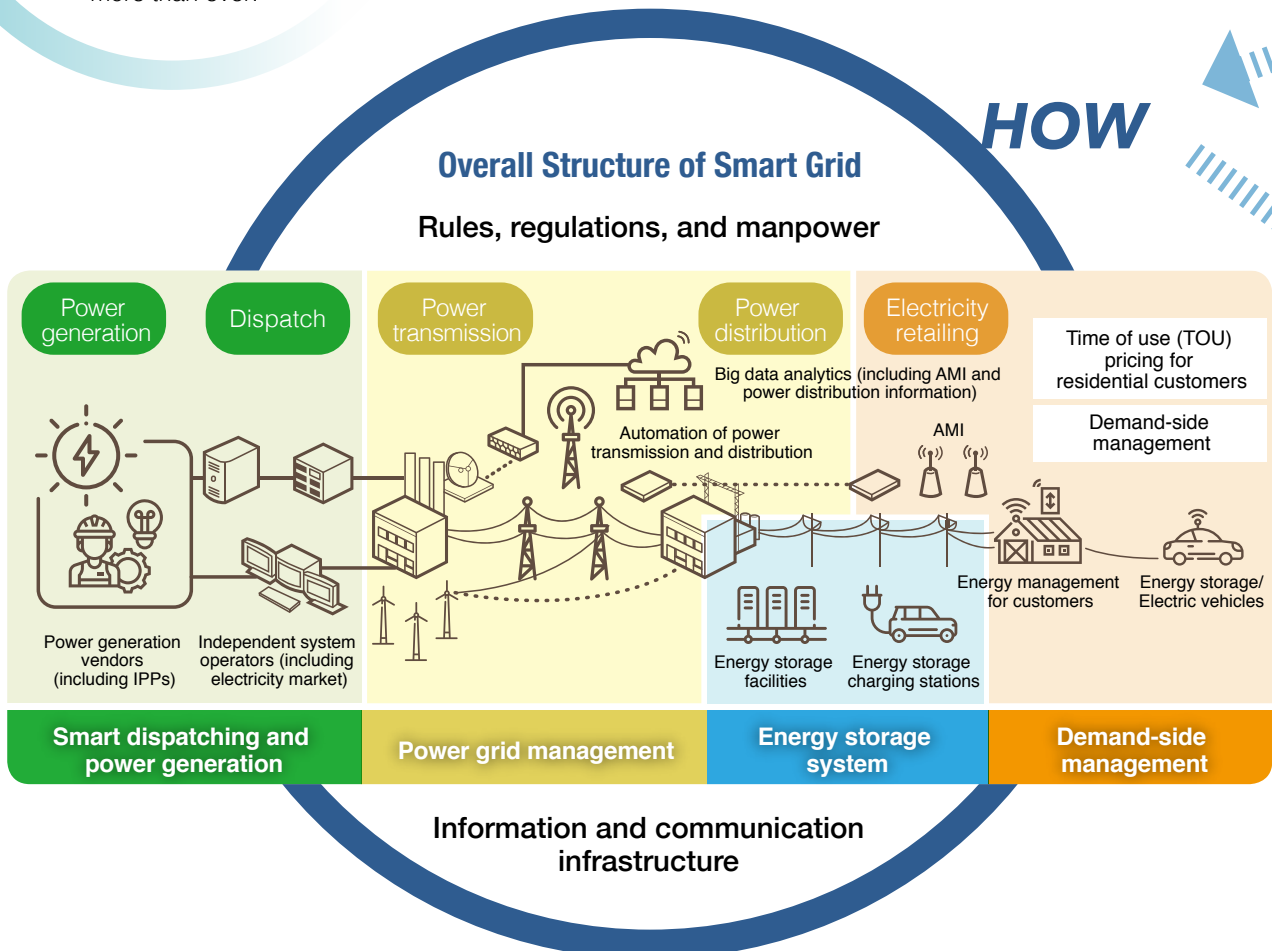 more than ever.
HOW
Overall Structure of Smart Grid
Rules, regulations, and manpower
Power
generation
Dispatch
Power
transmission
Power
distribution
Electricity
retailing
Time of use (TOU)
pricing for
residential customers
Demand-side
management
Big data analytics (including AMI and
power distribution information)
Automation of power
transmission and distribution
AMI
Power generation
vendors
(including IPPs)
Independent system
operators (including
electricity market)
Energy storage
facilities
Energy storage
charging stations
Energy management
for customers
Energy storage/
Electric vehicles
Smart dispatching and
power generation
Power grid management
Energy storage
system
Demand-side
management
Information and communication
infrastructure